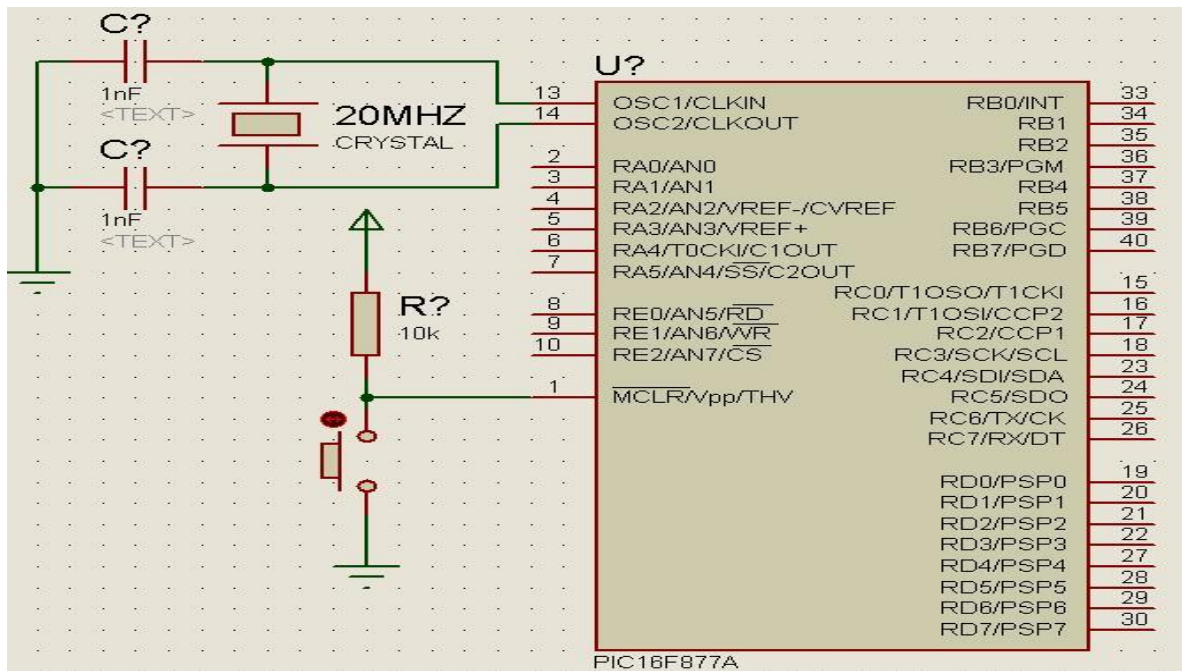 C?
1nF
<TEXT>
20MHZ
CRYSTAL
C?
1nF
<TEXT>
R?
10k
U?
13 OSC1/CLKIN
14 OSC2/CLKOUT
2 RA0/AN0
3 RA1/AN1
4 RA2/AN2/VREF-/CVREF
5 RA3/AN3/VREF+
6 RA4/T0CKI/C1OUT
7 RA5/AN4/SS/C2OUT
8 RE0/AN5/RD
9 RE1/AN6/WR
10 RE2/AN7/CS
1 MCLR/Vpp/THV
RB0/INT 33
RB1 34
RB2 35
RB3/PGM 36
RB4 37
RB5 38
RB6/PGC 39
RB7/PGD 40
RC0/T1OSO/T1CKI 15
RC1/T1OSI/CCP2 16
RC2/CCP1 17
RC3/SCK/SCL 18
RC4/SDI/SDA 23
RC5/SDO 24
RC6/TX/CK 25
RC7/RX/DT 26
RD0/PSP0 19
RD1/PSP1 20
RD2/PSP2 21
RD3/PSP3 22
RD4/PSP4 27
RD5/PSP5 28
RD6/PSP6 29
RD7/PSP7 30
PIC16F877A